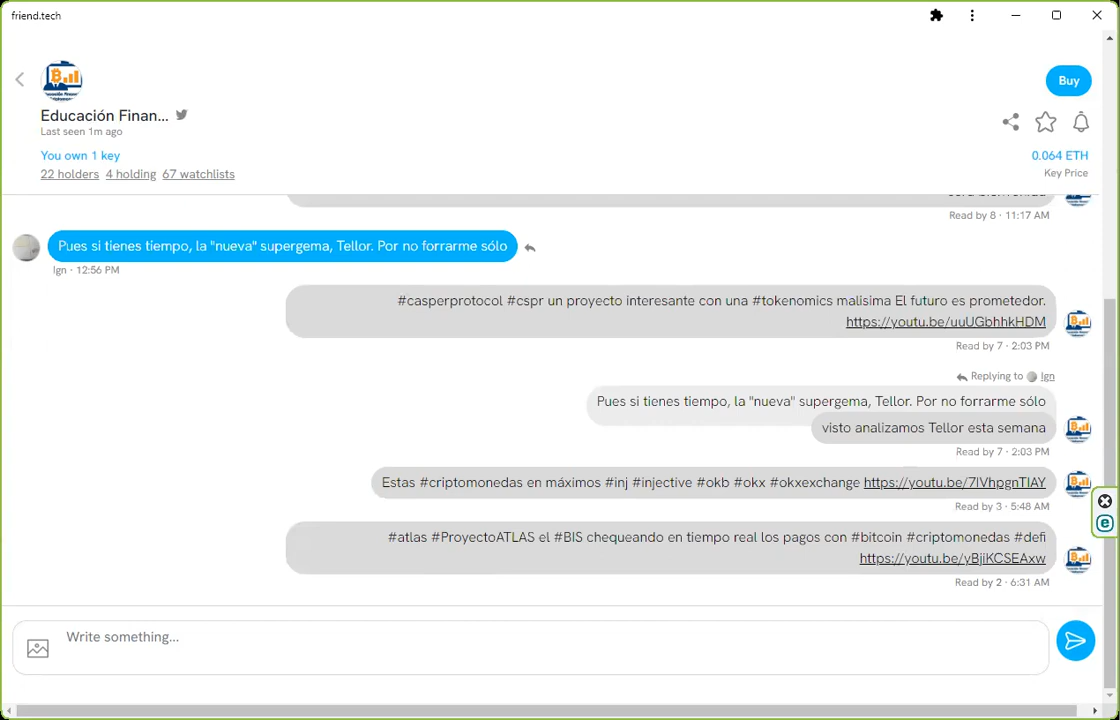 friend.tech
Buy
Educación Finan...
Last seen 1m ago
You own 1 key
0.064 ETH
22 holders 4 holding 67 watchlists
Key Price
Read by 8 · 11:17 AM
Pues si tienes tiempo, la "nueva" supergema, Tellor. Por no forrarme sólo
Ign · 12:56 PM
#casperprotocol #cspr un proyecto interesante con una #tokenomics malisima El futuro es prometedor.
https://youtu.be/uuUGbhhkHDM
Read by 7 · 2:03 PM
Replying to Ign
Pues si tienes tiempo, la "nueva" supergema, Tellor. Por no forrarme sólo
visto analizamos Tellor esta semana
Read by 7 · 2:03 PM
Estas #criptomonedas en máximos #inj #injective #okb #okx #okxexchange https://youtu.be/7lVhpgnTlAY
Read by 3 · 5:48 AM
#atlas #ProyectoATLAS el #BIS chequeando en tiempo real los pagos con #bitcoin #criptomonedas #defi
https://youtu.be/yBjiKCSEAxw
Read by 2 · 6:31 AM
Write something...